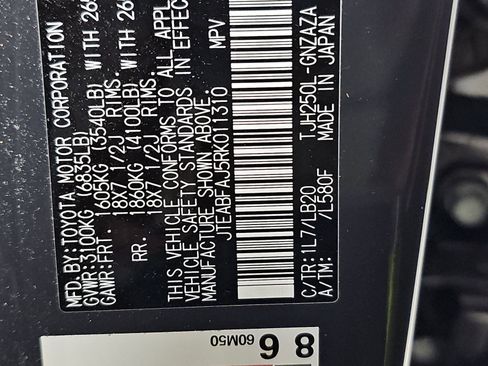 MFD.BY:TOYOTA MOTOR CORPORATION
GVWR:3100KG (6835LB)
GAWR:FRT. 1605KG (3540LB) WITH 26
18X7 1/2J RIMS.
RR. 1860KG (4100LB) WITH 26
18X7 1/2J RIMS.
THIS VEHICLE CONFORMS TO ALL APPL
VEHICLE SAFETY STANDARDS IN EFFEC
MANUFACTURE SHOWN ABOVE.
JTEABFAJ5RK011310 MPV
C/TR:1L7/LB20 TJH250L-GNZAZA
A/TM: /L580F MADE IN JAPAN
60M50
86